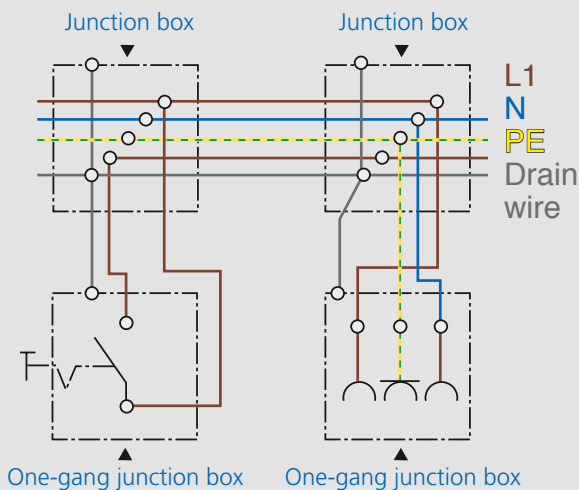 Junction box
Junction box
L1
N
PE
Drain
wire
One-gang junction box
One-gang junction box